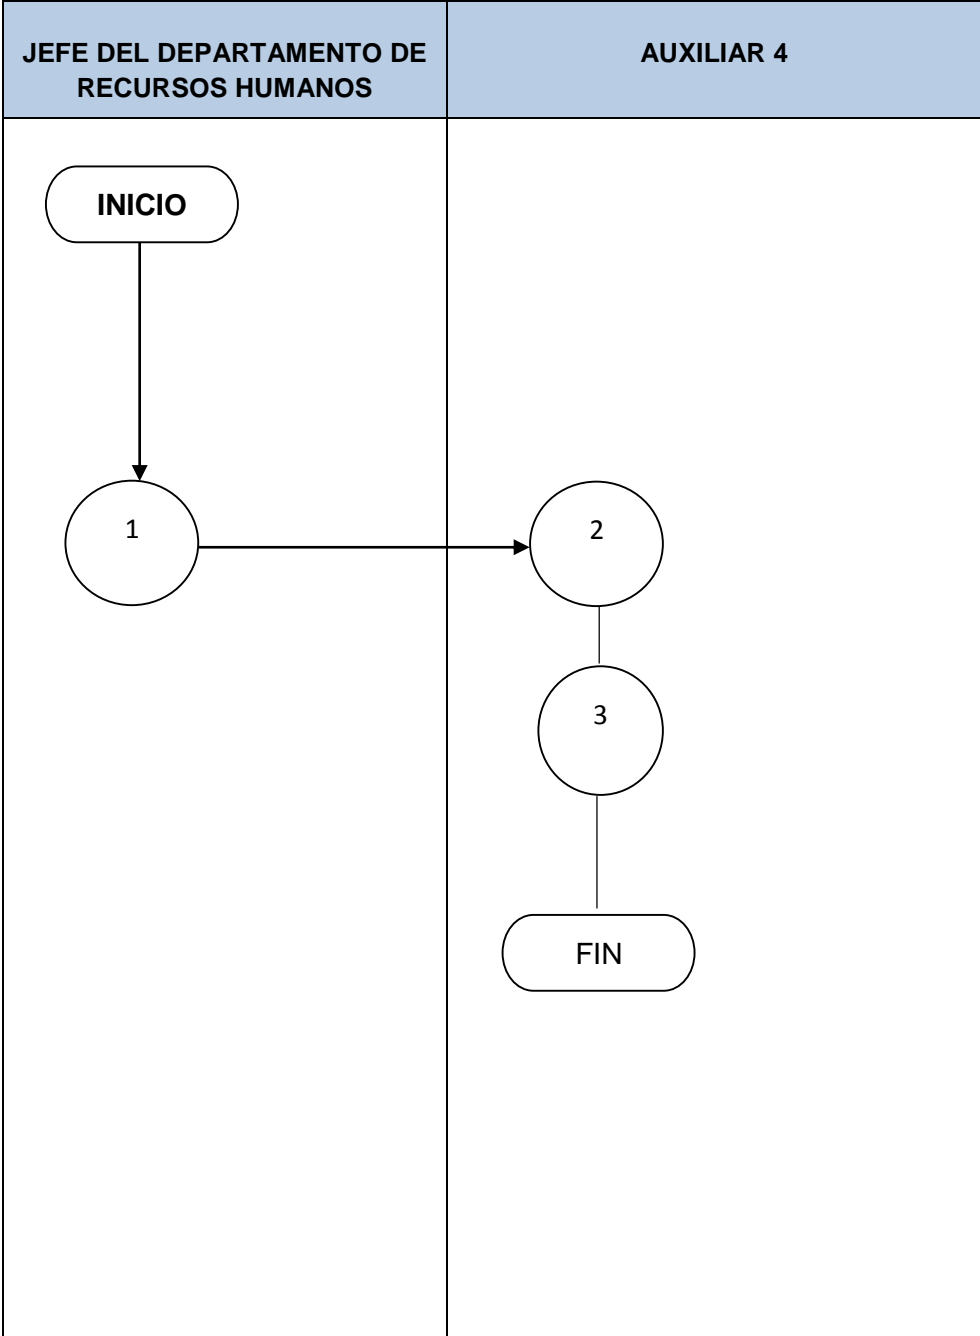 JEFE DEL DEPARTAMENTO DE
RECURSOS HUMANOS
AUXILIAR 4
INICIO
1
2
3
FIN